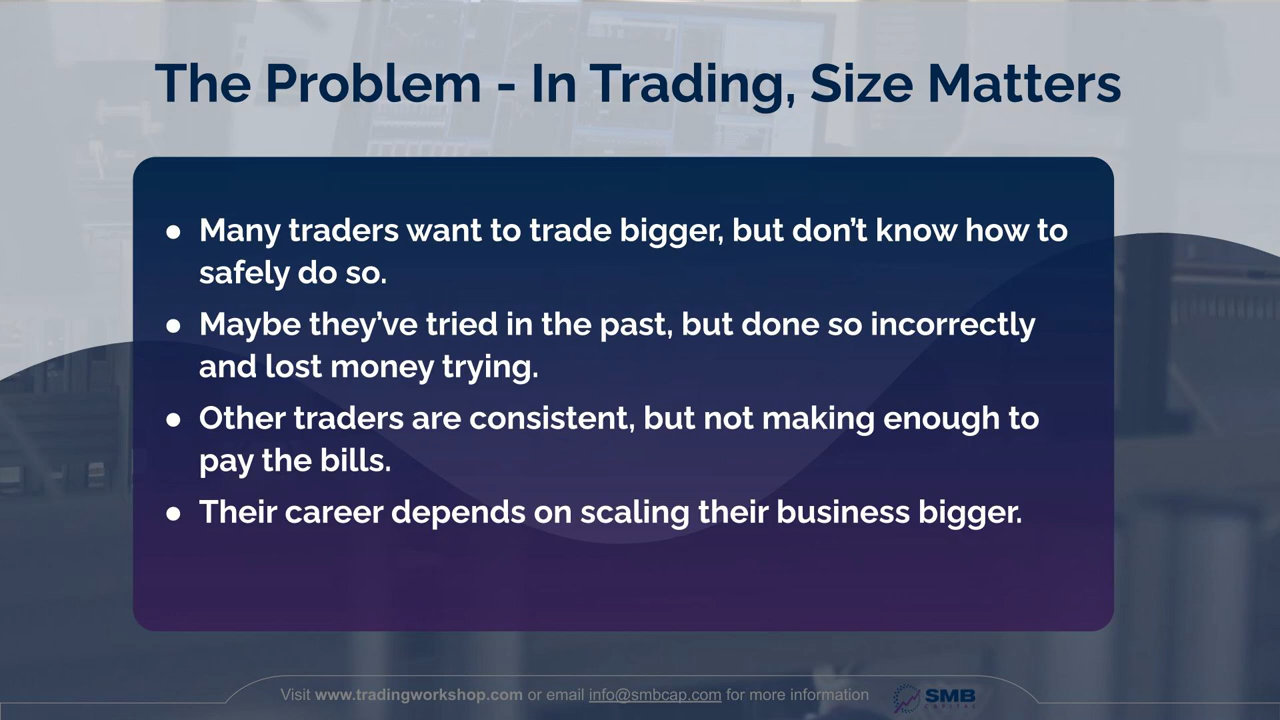 The Problem - In Trading, Size Matters
● Many traders want to trade bigger, but don’t know how to
safely do so.
● Maybe they’ve tried in the past, but done so incorrectly
and lost money trying.
● Other traders are consistent, but not making enough to
pay the bills.
● Their career depends on scaling their business bigger.
Visit www.tradingworkshop.com or email info@smbcap.com for more information
SMB
CAPITAL